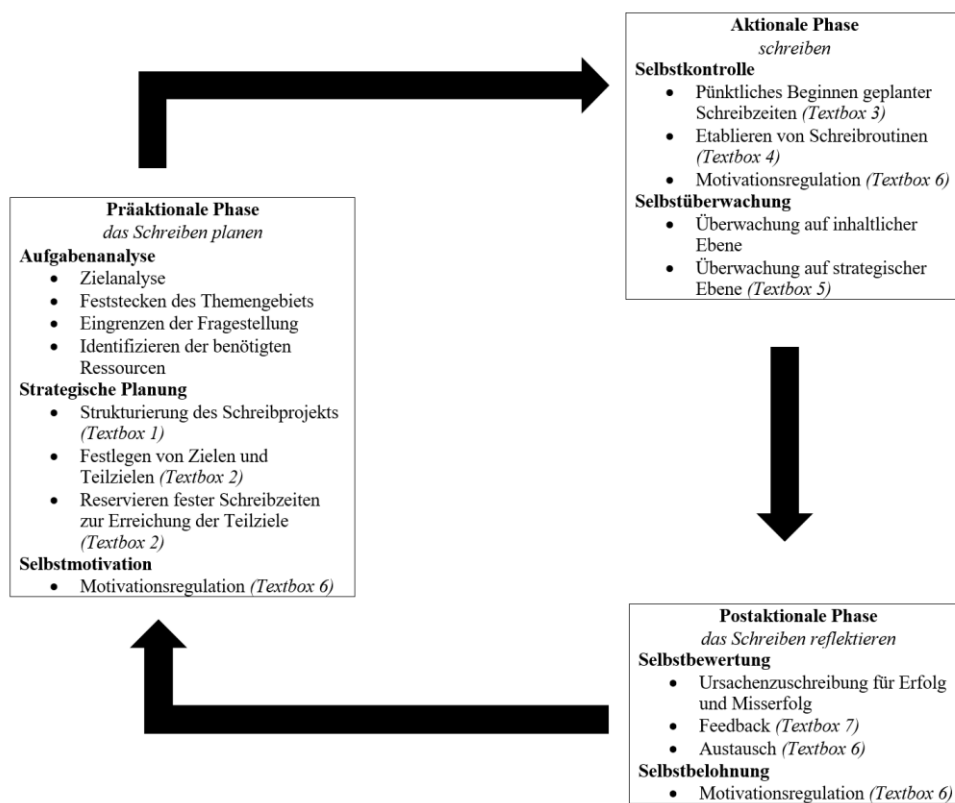 Präaktionale Phase
das Schreiben planen
Aufgabenanalyse
• Zielanalyse
• Feststecken des Themengebiets
• Eingrenzen der Fragestellung
• Identifizieren der benötigten
Ressourcen
Strategische Planung
• Strukturierung des Schreibprojekts
(Textbox 1)
• Festlegen von Zielen und
Teilzielen (Textbox 2)
• Reservieren fester Schreibzeiten
zur Erreichung der Teilziele
(Textbox 2)
Selbstmotivation
• Motivationsregulation (Textbox 6)
Aktionale Phase
schreiben
Selbstkontrolle
• Pünktliches Beginnen geplanter
Schreibzeiten (Textbox 3)
• Etablieren von Schreibroutinen
(Textbox 4)
• Motivationsregulation (Textbox 6)
Selbstüberwachung
• Überwachung auf inhaltlicher
Ebene
• Überwachung auf strategischer
Ebene (Textbox 5)
Postaktionale Phase
das Schreiben reflektieren
Selbstbewertung
• Ursachenzuschreibung für Erfolg
und Misserfolg
• Feedback (Textbox 7)
• Austausch (Textbox 6)
Selbstbelohnung
• Motivationsregulation (Textbox 6)